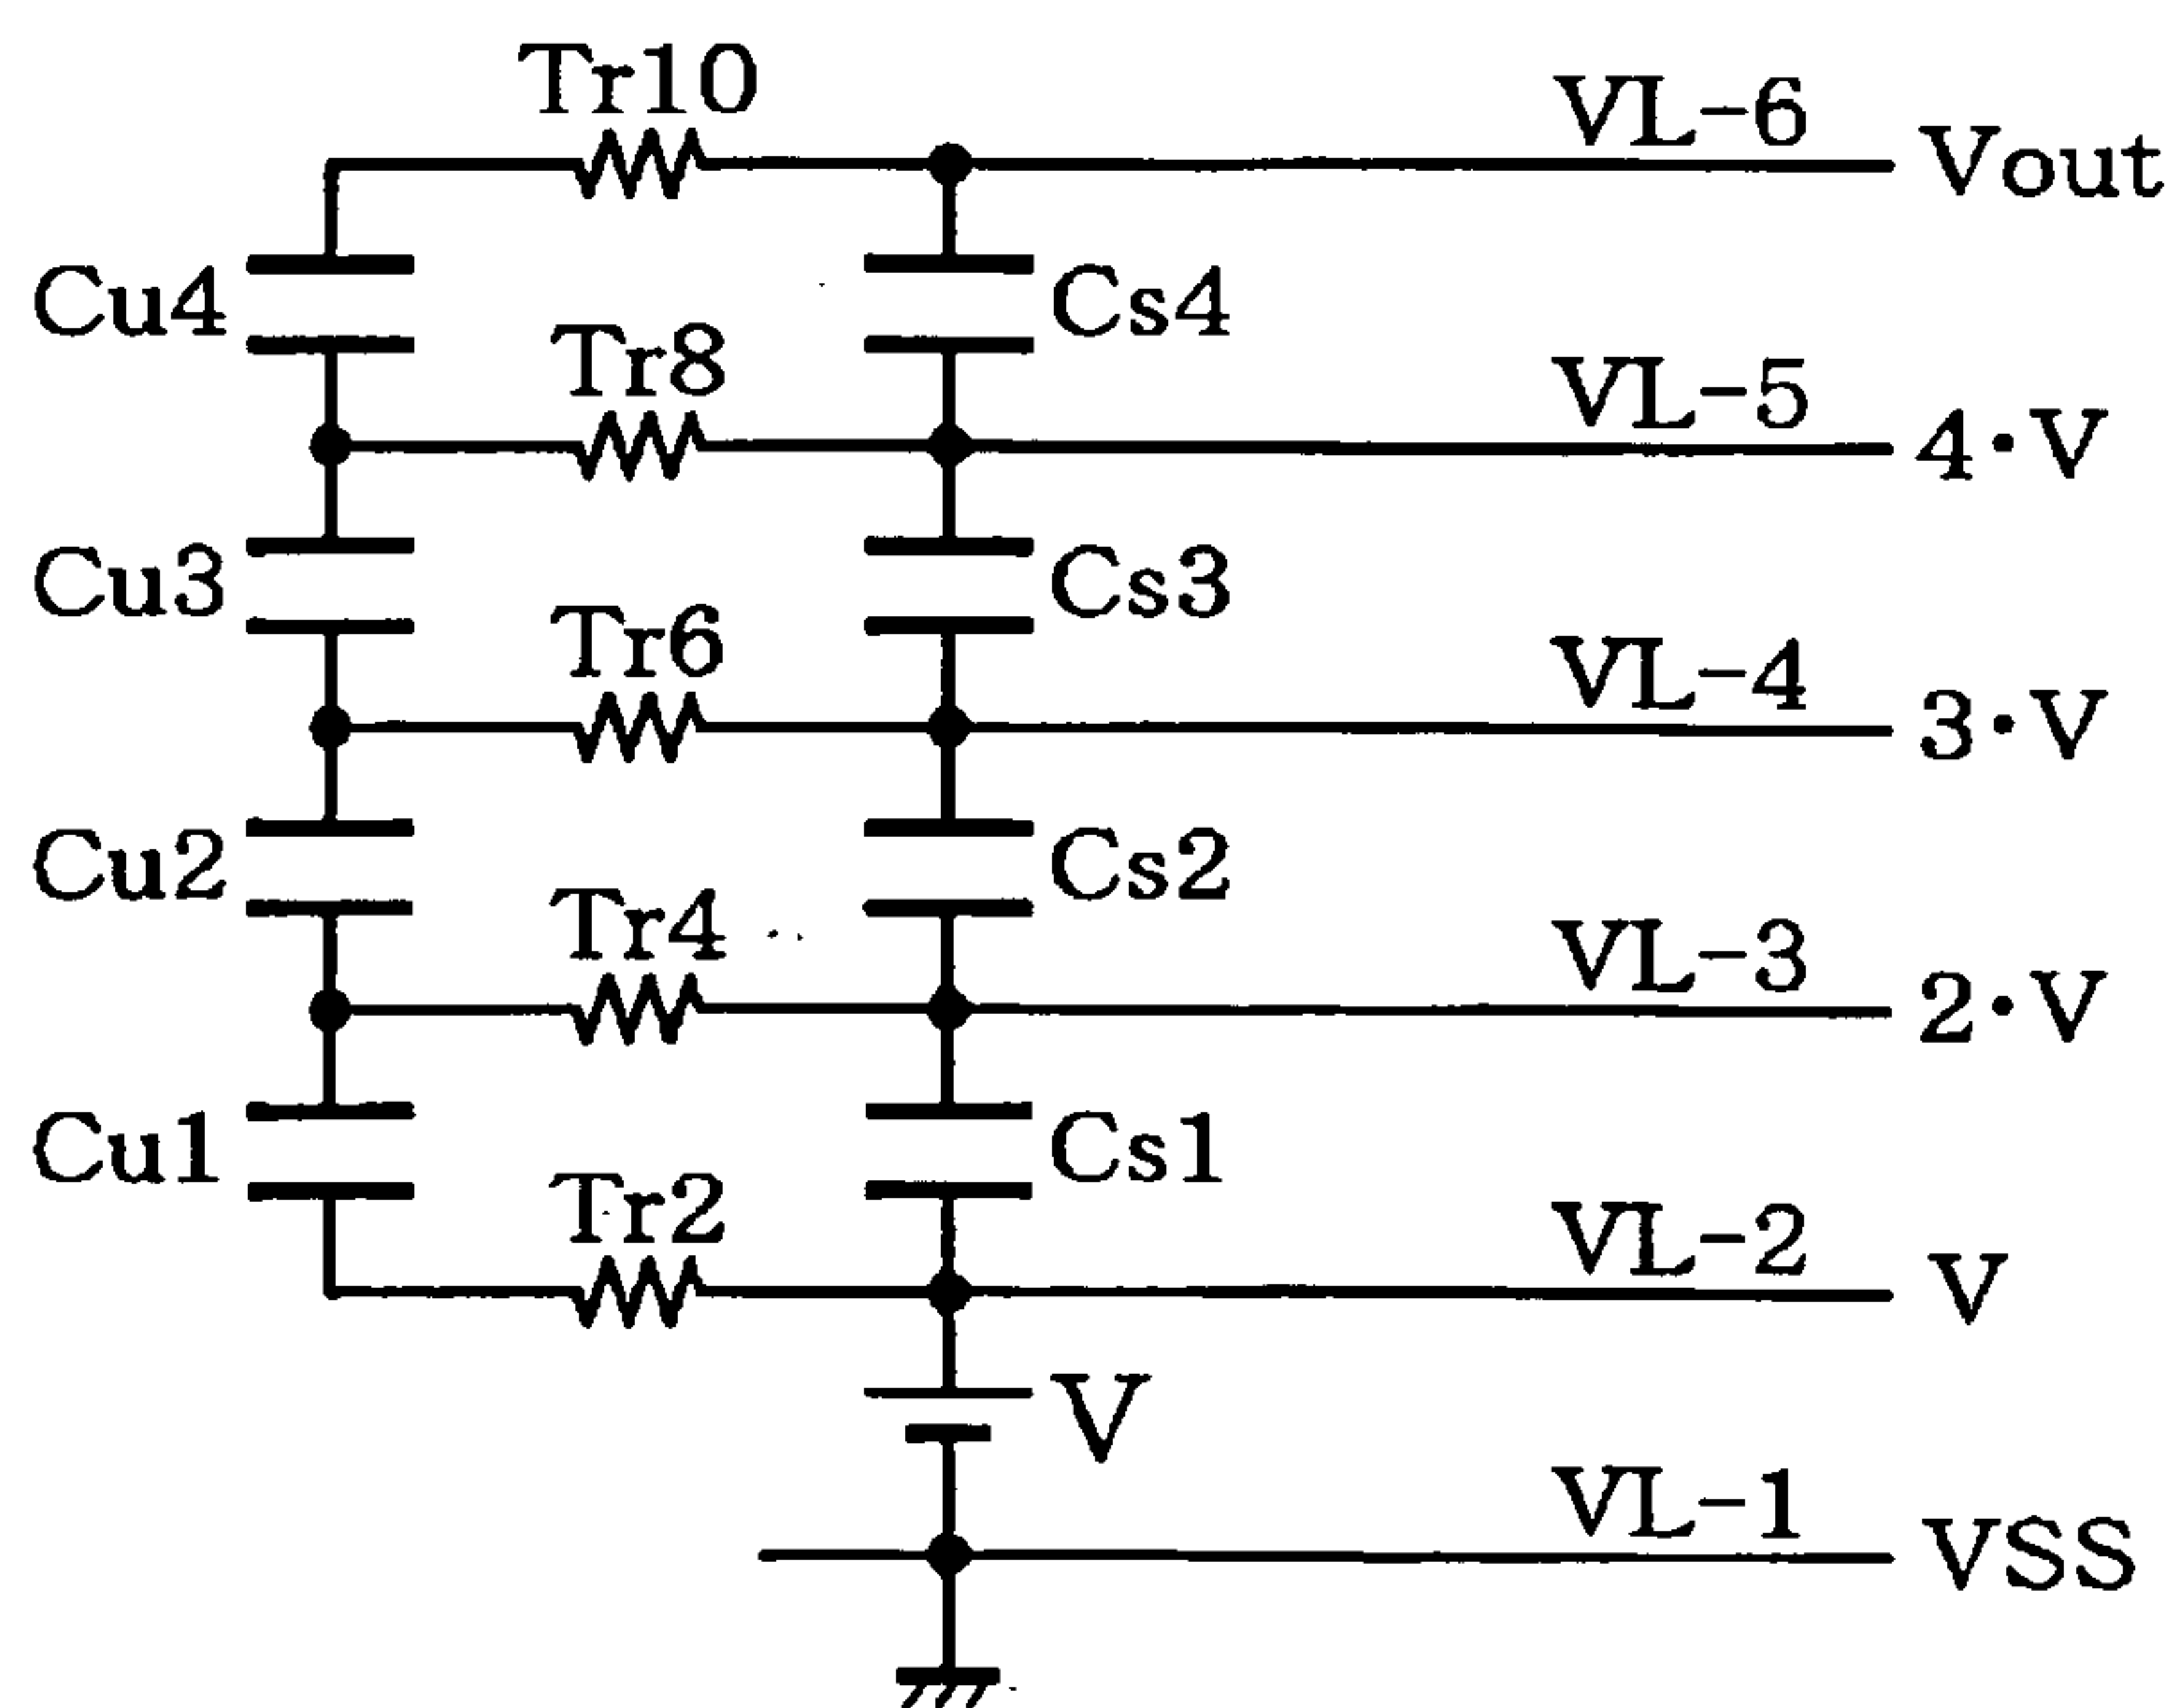 Tr10
VL-6
Vout
Cu4
Cs4
Tr8
VL-5
4·V
Cu3
Cs3
Tr6
VL-4
3·V
Cu2
Cs2
Tr4
VL-3
2·V
Cu1
Cs1
Tr2
VL-2
V
V
VL-1
VSS